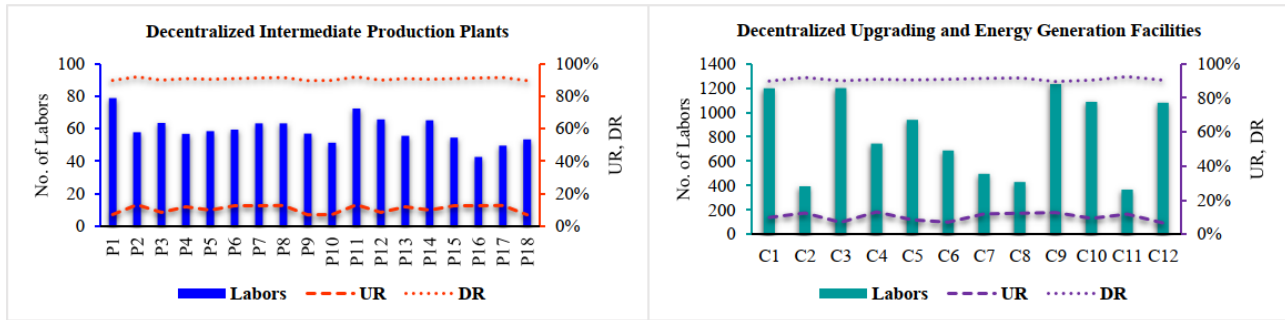 Decentralized Intermediate Production Plants
No. of Labors
100
80
60
40
20
0
100%
80%
60%
40%
20%
0%
UR, DR
P1 P2 P3 P4 P5 P6 P7 P8 P9 P10 P11 P12 P13 P14 P15 P16 P17 P18
Labors UR DR
Decentralized Upgrading and Energy Generation Facilities
No. of Labors
1400
1200
1000
800
600
400
200
0
100%
80%
60%
40%
20%
0%
UR, DR
C1 C2 C3 C4 C5 C6 C7 C8 C9 C10 C11 C12
Labors UR DR